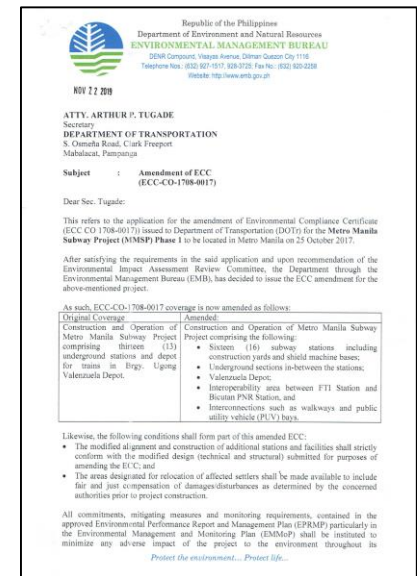 Republic of the Philippines
Department of Environment and Natural Resources
ENVIRONMENTAL MANAGEMENT BUREAU
DENR Compound, Visayas Avenue, Diliman Quezon City 1116
Telephone Nos.: (632) 927-1517, 928-3725; Fax No.: (632) 920-2258
Website: http://www.emb.gov.ph
NOV 22 2019
ATTY. ARTHUR P. TUGADE
Secretary
DEPARTMENT OF TRANSPORTATION
S. Osmeña Road, Clark Freeport
Mabalacat, Pampanga
Subject : Amendment of ECC
(ECC-CO-1708-0017)
Dear Sec. Tugade:
This refers to the application for the amendment of Environmental Compliance Certificate
(ECC CO 1708-0017)) issued to Department of Transportation (DOTr) for the Metro Manila
Subway Project (MMSP) Phase 1 to be located in Metro Manila on 25 October 2017.
After satisfying the requirements in the said application and upon recommendation of the
Environmental Impact Assessment Review Committee, the Department through the
Environmental Management Bureau (EMB), has decided to issue the ECC amendment for the
above-mentioned project.
As such, ECC-CO-1708-0017 coverage is now amended as follows:
Original Coverage
Construction and Operation of
Metro Manila Subway Project
comprising thirteen (13)
underground stations and depot
for trains in Brgy. Ugong
Valenzuela Depot.
Amended:
Construction and Operation of Metro Manila Subway
Project comprising the following:
• Sixteen (16) subway stations including
construction yards and shield machine bases;
• Underground sections in-between the stations;
• Valenzuela Depot;
• Interoperability area between FTI Station and
Bicutan PNR Station, and
• Interconnections such as walkways and public
utility vehicle (PUV) bays.
Likewise, the following conditions shall form part of this amended ECC:
• The modified alignment and construction of additional stations and facilities shall strictly
conform with the modified design (technical and structural) submitted for purposes of
amending the ECC; and
• The areas designated for relocation of affected settlers shall be made available to include
fair and just compensation of damages/disturbances as determined by the concerned
authorities prior to project construction.
All commitments, mitigating measures and monitoring requirements, contained in the
approved Environmental Performance Report and Management Plan (EPRMP) particularly in
the Environmental Management and Monitoring Plan (EMMoP) shall be instituted to
minimize any adverse impact of the project to the environment throughout its
Protect the environment... Protect life...